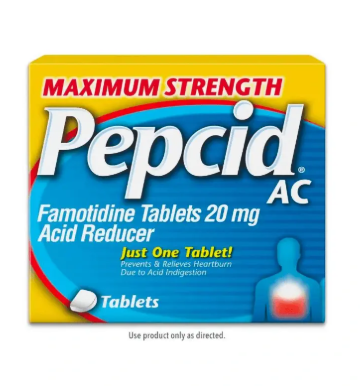 MAXIMUM STRENGTH
Pepcid®
AC
Famotidine Tablets 20 mg
Acid Reducer
Just One Tablet!
Prevents & Relieves Heartburn
Due to Acid Indigestion
Tablets
Use product only as directed.